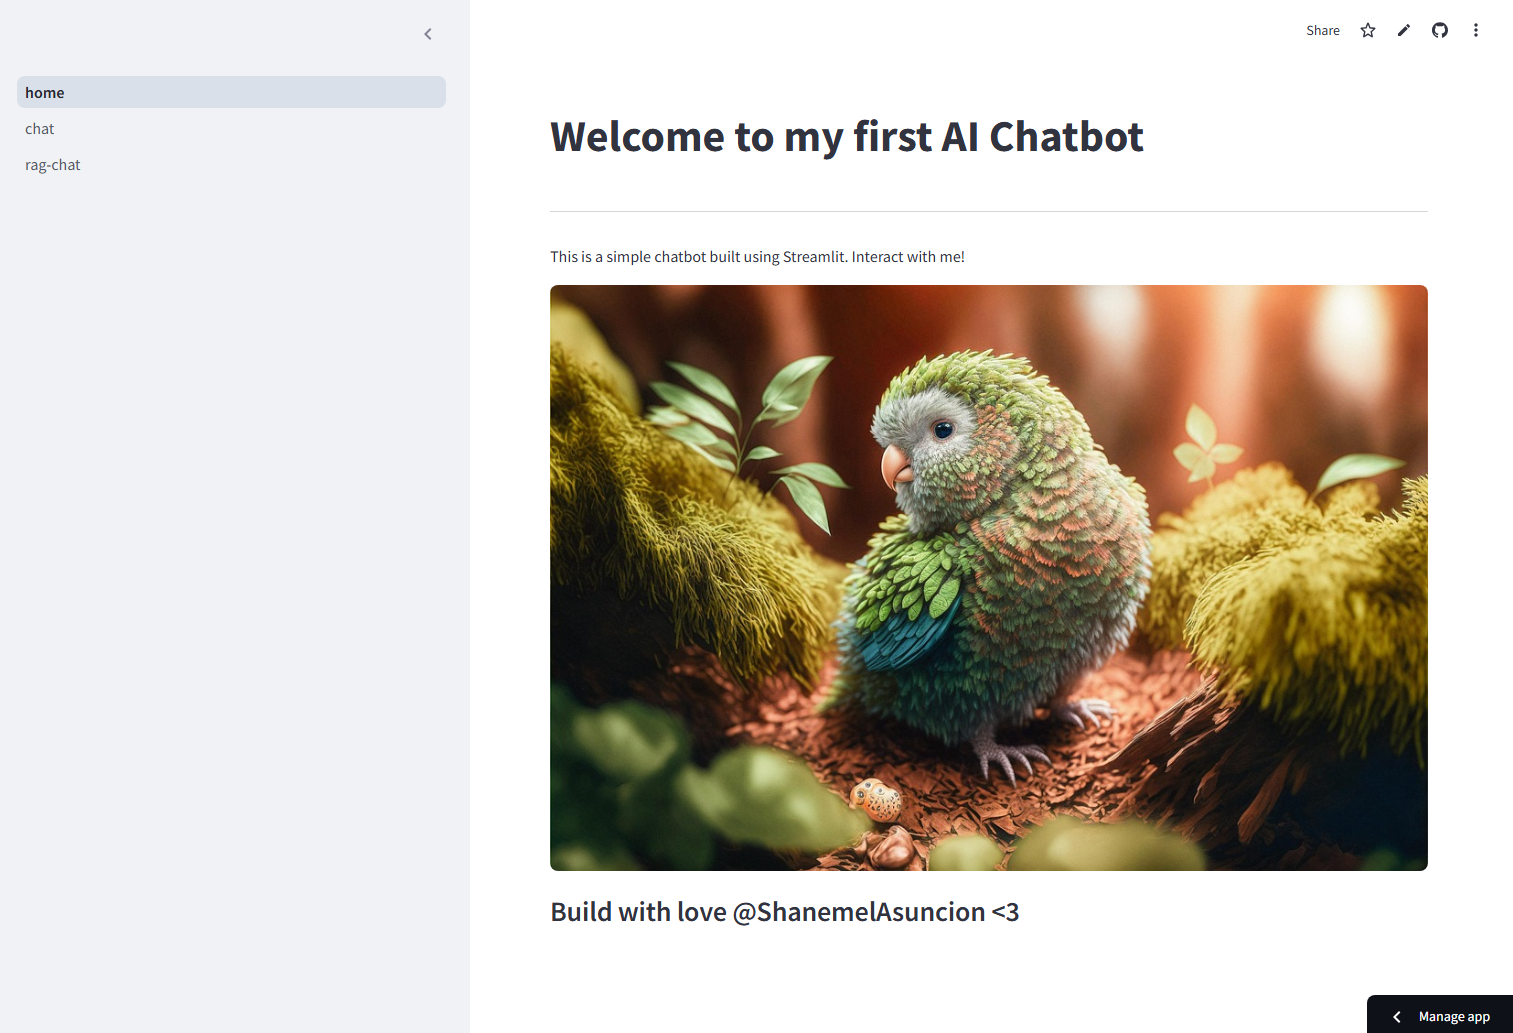 Share
home
chat
rag-chat
Welcome to my first AI Chatbot
This is a simple chatbot built using Streamlit. Interact with me!
Build with love @ShanemelAsuncion <3
Manage app